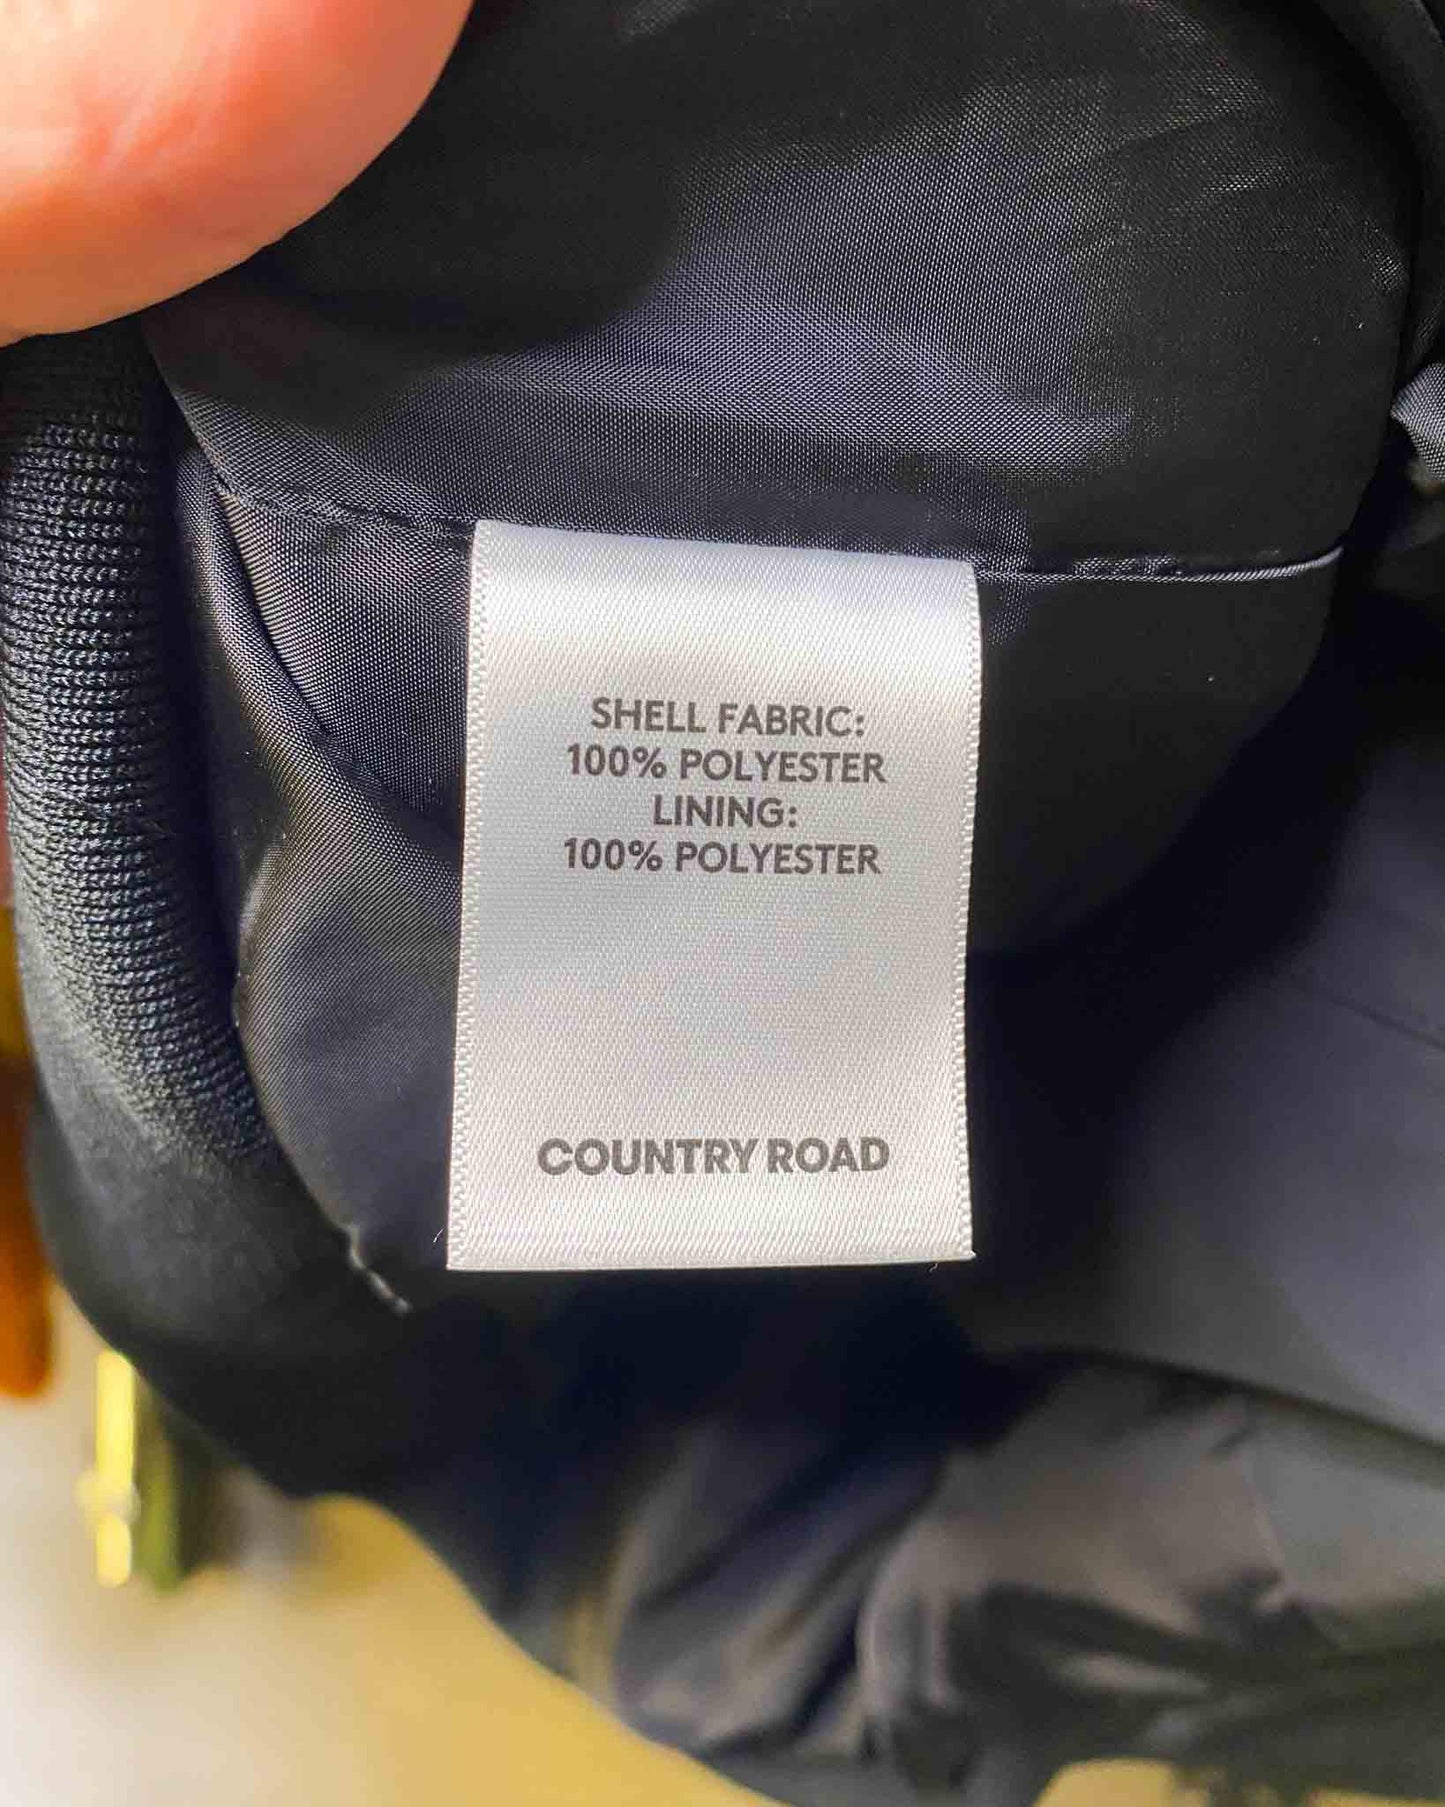 SHELL FABRIC:
100% POLYESTER
LINING:
100% POLYESTER
COUNTRY ROAD